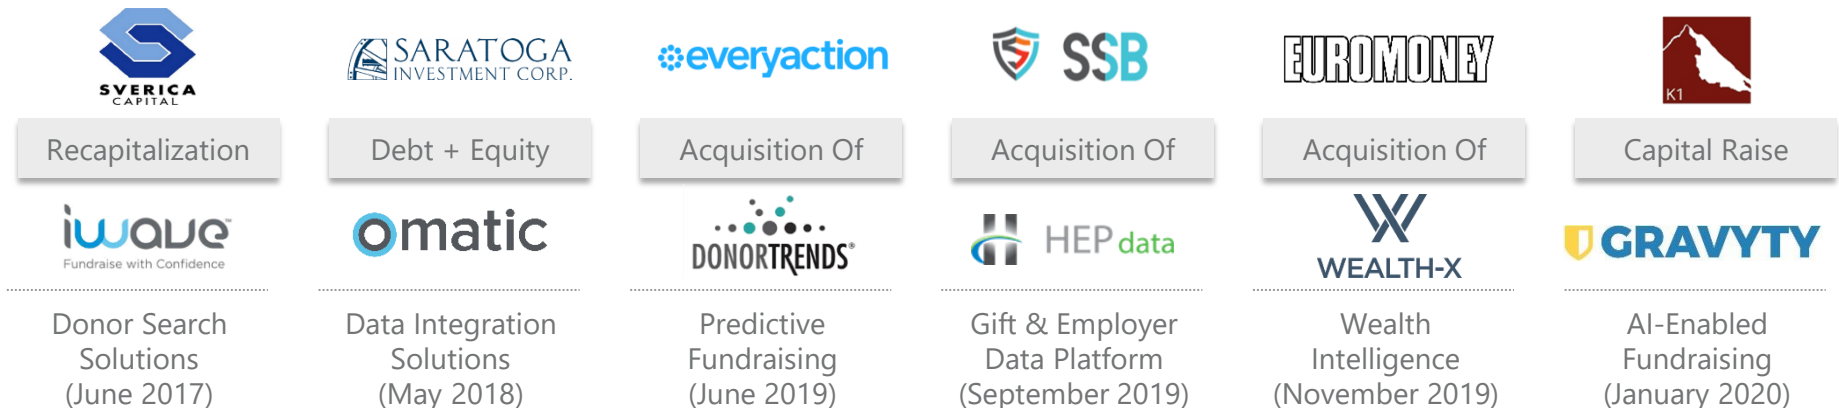 SVERICA
CAPITAL
SARATOGA
INVESTMENT CORP.
everyaction
SSB
EUROMONEY
K1
Recapitalization
Debt + Equity
Acquisition Of
Acquisition Of
Acquisition Of
Capital Raise
iwave™
Fundraise with Confidence
omatic
DONORTRENDS®
HEP data
WEALTH-X
GRAVYTY
Donor Search
Solutions
(June 2017)
Data Integration
Solutions
(May 2018)
Predictive
Fundraising
(June 2019)
Gift & Employer
Data Platform
(September 2019)
Wealth
Intelligence
(November 2019)
AI-Enabled
Fundraising
(January 2020)